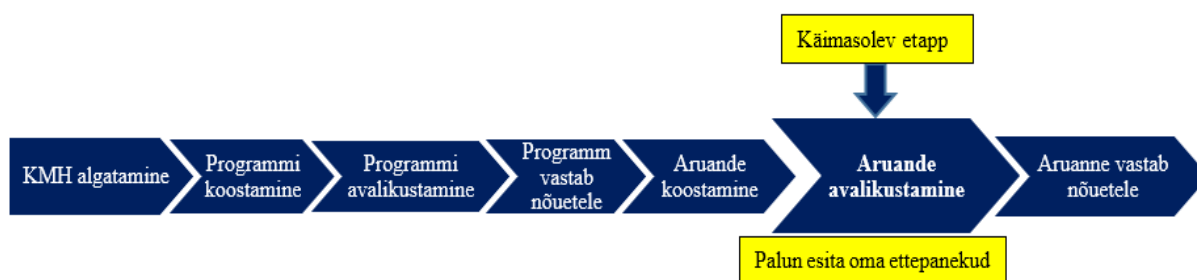 Käimasolev etapp
KMH algatamine
Programmi
koostamine
Programmi
avalikustamine
Programm
vastab
nõuetele
Aruande
koostamine
Aruande
avalikustamine
Aruanne vastab
nõuetele
Palun esita oma ettepanekud